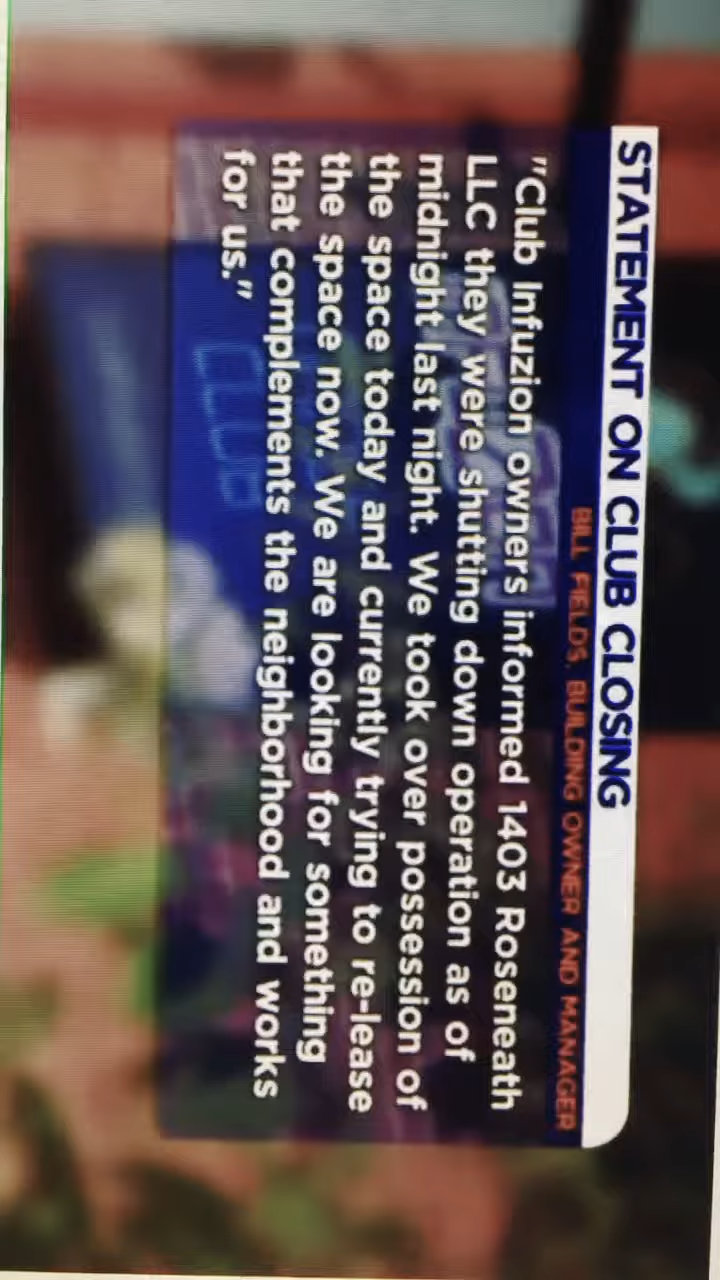 STATEMENT ON CLUB CLOSING
BILL FIELDS, BUILDING OWNER AND MANAGER
"Club Infuzion owners informed 1403 Roseneath
LLC they were shutting down operation as of
midnight last night. We took over possession of
the space today and currently trying to re-lease
the space now. We are looking for something
that complements the neighborhood and works
for us."
CLUB